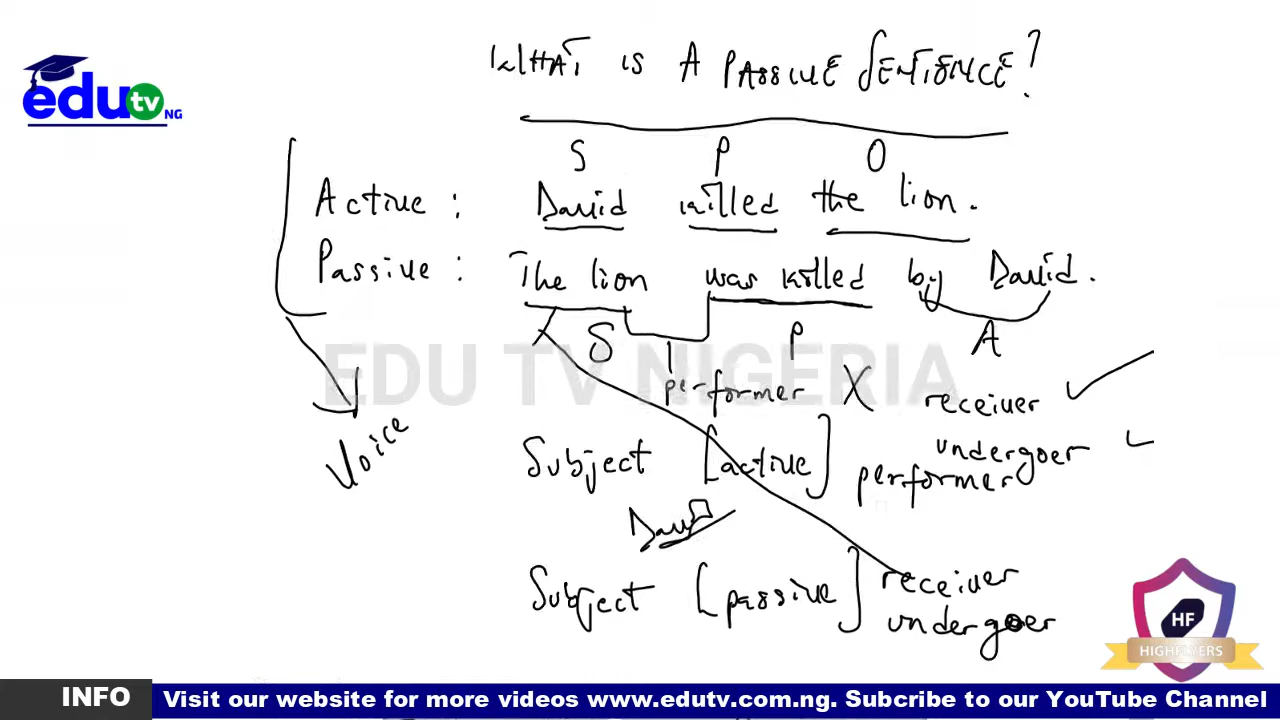 WHAT IS A PASSIVE SENTENCE?
edu tv NG
S P O
Active : David killed the lion.
Passive : The lion was killed by David.
S P A
EDU TV NIGERIA
performer X receiver ✓
undergoer ✓
Subject [active] performer
David
Voice
Subject [passive] receiver
undergoer
HF
HIGHFLYERS
INFO Visit our website for more videos www.edutv.com.ng. Subcribe to our YouTube Channel